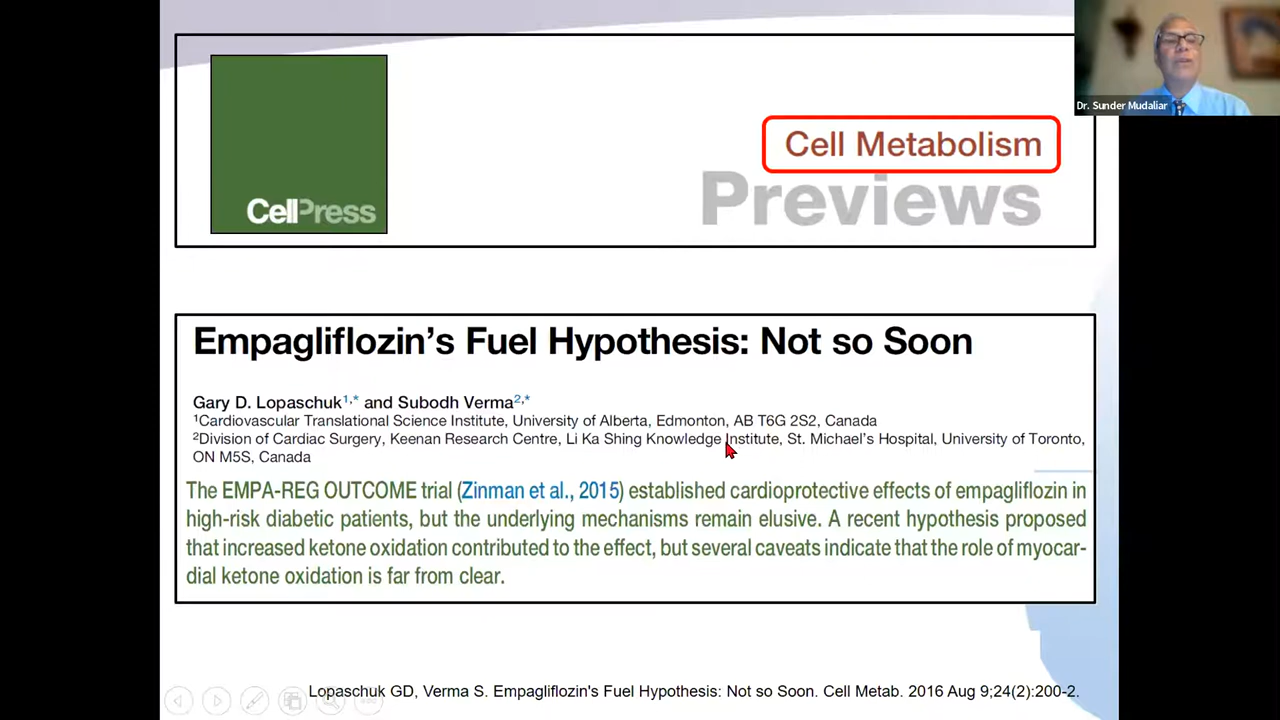 Dr. Sunder Mudaliar
Cell Metabolism
Previews
CellPress
Empagliflozin’s Fuel Hypothesis: Not so Soon
Gary D. Lopaschuk1,* and Subodh Verma2,*
1Cardiovascular Translational Science Institute, University of Alberta, Edmonton, AB T6G 2S2, Canada
2Division of Cardiac Surgery, Keenan Research Centre, Li Ka Shing Knowledge Institute, St. Michael’s Hospital, University of Toronto,
ON M5S, Canada
The EMPA-REG OUTCOME trial (Zinman et al., 2015) established cardioprotective effects of empagliflozin in
high-risk diabetic patients, but the underlying mechanisms remain elusive. A recent hypothesis proposed
that increased ketone oxidation contributed to the effect, but several caveats indicate that the role of myocar-
dial ketone oxidation is far from clear.
Lopaschuk GD, Verma S. Empagliflozin's Fuel Hypothesis: Not so Soon. Cell Metab. 2016 Aug 9;24(2):200-2.